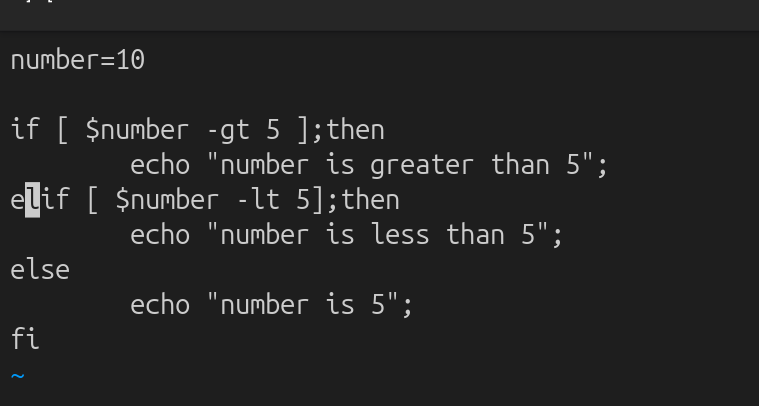 number=10
if [ $number -gt 5 ];then
echo "number is greater than 5";
elif [ $number -lt 5];then
echo "number is less than 5";
else
echo "number is 5";
fi
~